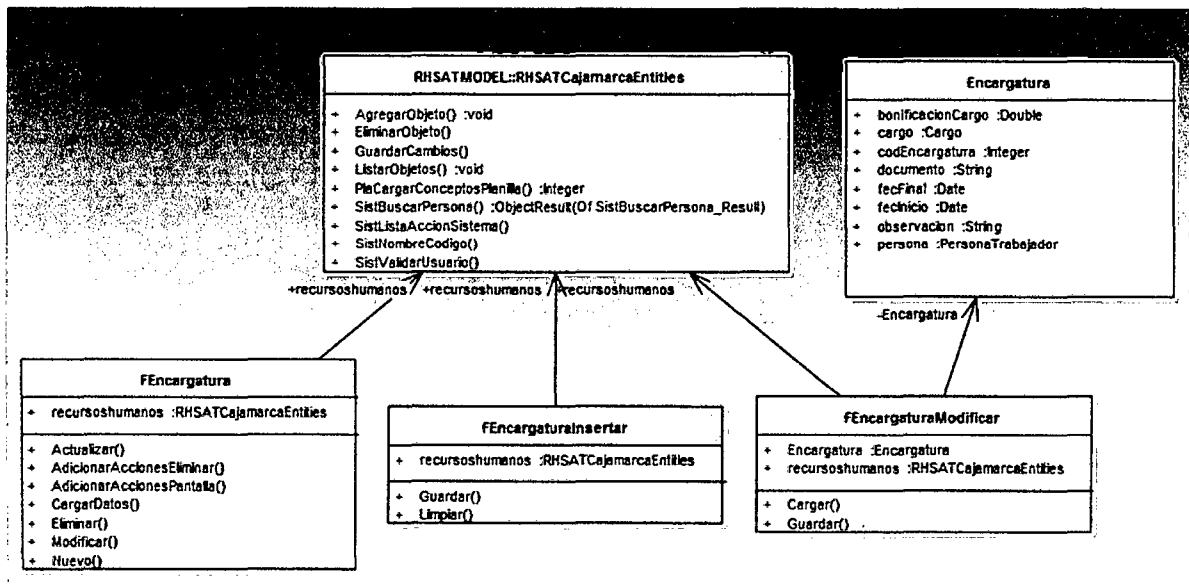 RHSATMODEL::RHSATCajamarcaEntities
+ AgregarObjeto() :void
+ EliminarObjeto()
+ GuardarCambios()
+ ListarObjetos() :void
+ PlaCargarConceptosPlanilla() :Integer
+ SistBuscarPersona() :ObjectResult(Of SistBuscarPersona_Result)
+ SistListaAccionSistema()
+ SistNombreCodigo()
+ SistValidarUsuario()
Encargatura
+ bonificacionCargo :Double
+ cargo :Cargo
+ codEncargatura :Integer
+ documento :String
+ fecFinal :Date
+ fecInicio :Date
+ observacion :String
+ persona :PersonaTrabajador
+recursoshumanos +recursoshumanos +recursoshumanos
-Encargatura
fEncargatura
+ recursoshumanos :RHSATCajamarcaEntities
+ Actualizar()
+ AdicionarAccionesEliminar()
+ AdicionarAccionesPantalla()
+ CargarDatos()
+ Eliminar()
+ Modificar()
+ Nuevo()
fEncargaturaInsertar
+ recursoshumanos :RHSATCajamarcaEntities
+ Guardar()
+ Limpiar()
fEncargaturaModificar
+ Encargatura :Encargatura
+ recursoshumanos :RHSATCajamarcaEntities
+ Cargar()
+ Guardar()